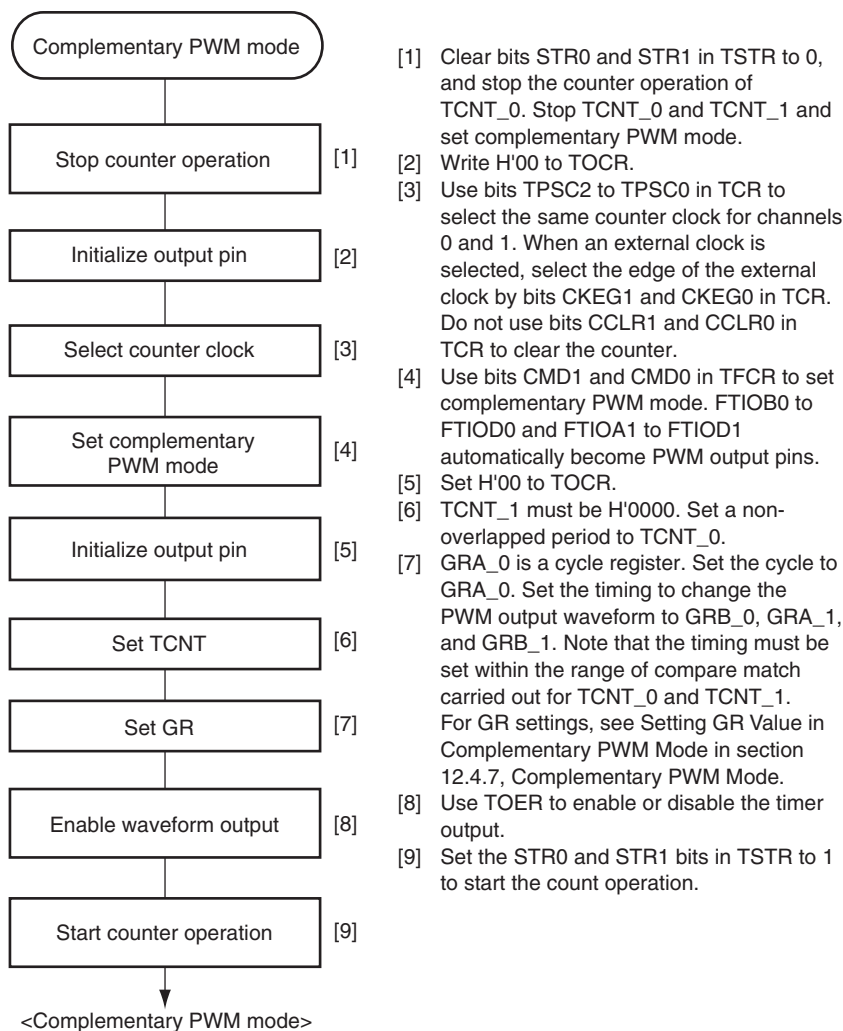 Complementary PWM mode
Stop counter operation
[1]
Initialize output pin
[2]
Select counter clock
[3]
Set complementary
PWM mode
[4]
Initialize output pin
[5]
Set TCNT
[6]
Set GR
[7]
Enable waveform output
[8]
Start counter operation
[9]
<Complementary PWM mode>
[1] Clear bits STR0 and STR1 in TSTR to 0,
and stop the counter operation of
TCNT_0. Stop TCNT_0 and TCNT_1 and
set complementary PWM mode.
[2] Write H'00 to TOCR.
[3] Use bits TPSC2 to TPSC0 in TCR to
select the same counter clock for channels
0 and 1. When an external clock is
selected, select the edge of the external
clock by bits CKEG1 and CKEG0 in TCR.
Do not use bits CCLR1 and CCLR0 in
TCR to clear the counter.
[4] Use bits CMD1 and CMD0 in TFCR to set
complementary PWM mode. FTIOB0 to
FTIOD0 and FTIOA1 to FTIOD1
automatically become PWM output pins.
[5] Set H'00 to TOCR.
[6] TCNT_1 must be H'0000. Set a non-
overlapped period to TCNT_0.
[7] GRA_0 is a cycle register. Set the cycle to
GRA_0. Set the timing to change the
PWM output waveform to GRB_0, GRA_1,
and GRB_1. Note that the timing must be
set within the range of compare match
carried out for TCNT_0 and TCNT_1.
For GR settings, see Setting GR Value in
Complementary PWM Mode in section
12.4.7, Complementary PWM Mode.
[8] Use TOER to enable or disable the timer
output.
[9] Set the STR0 and STR1 bits in TSTR to 1
to start the count operation.